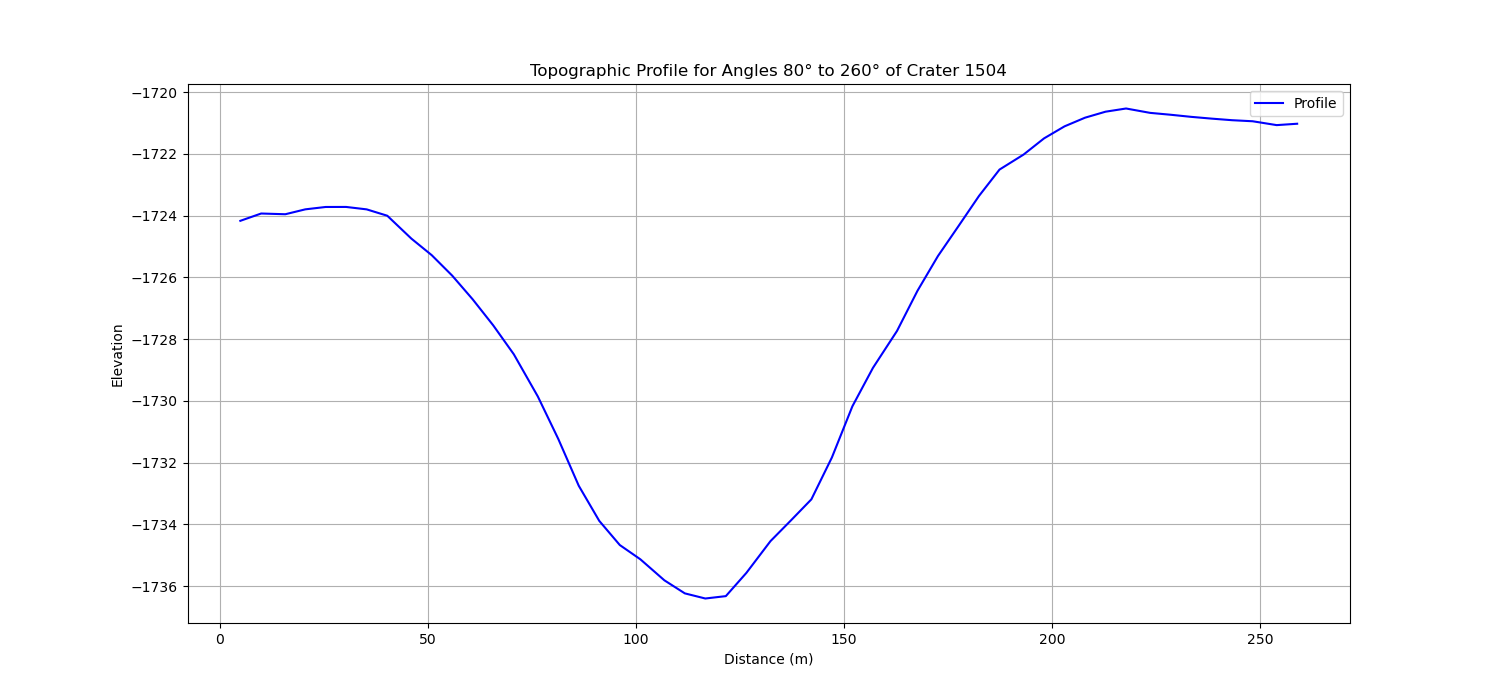 Topographic Profile for Angles 80° to 260° of Crater 1504
Profile
−1720
−1722
−1724
−1726
−1728
−1730
−1732
−1734
−1736
Elevation
0 50 100 150 200 250
Distance (m)